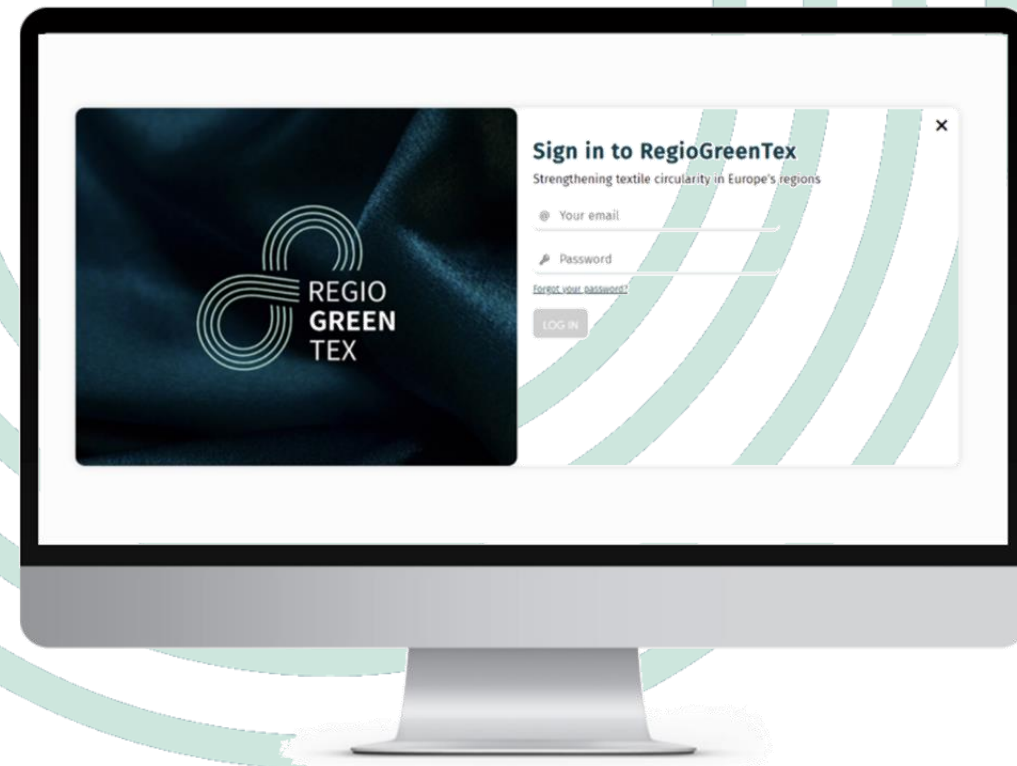 REGIO
GREEN
TEX
Sign in to RegioGreenTex
Strengthening textile circularity in Europe's regions
@ Your email
Password
Forgot your password?
LOG IN